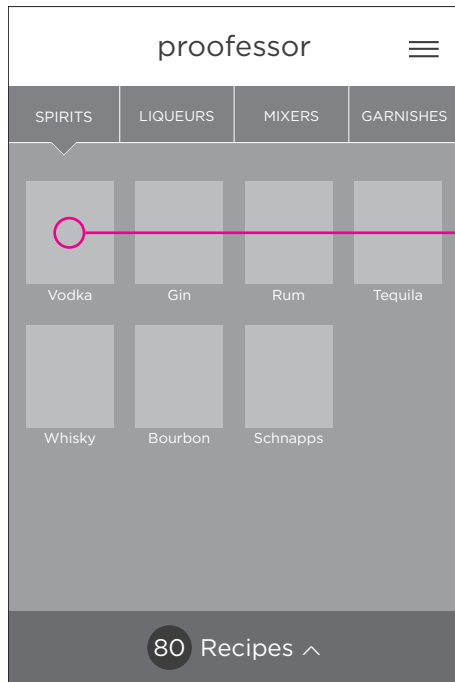 proofessor
SPIRITS LIQUEURS MIXERS GARNISHES
Vodka Gin Rum Tequila
Whisky Bourbon Schnapps
80 Recipes